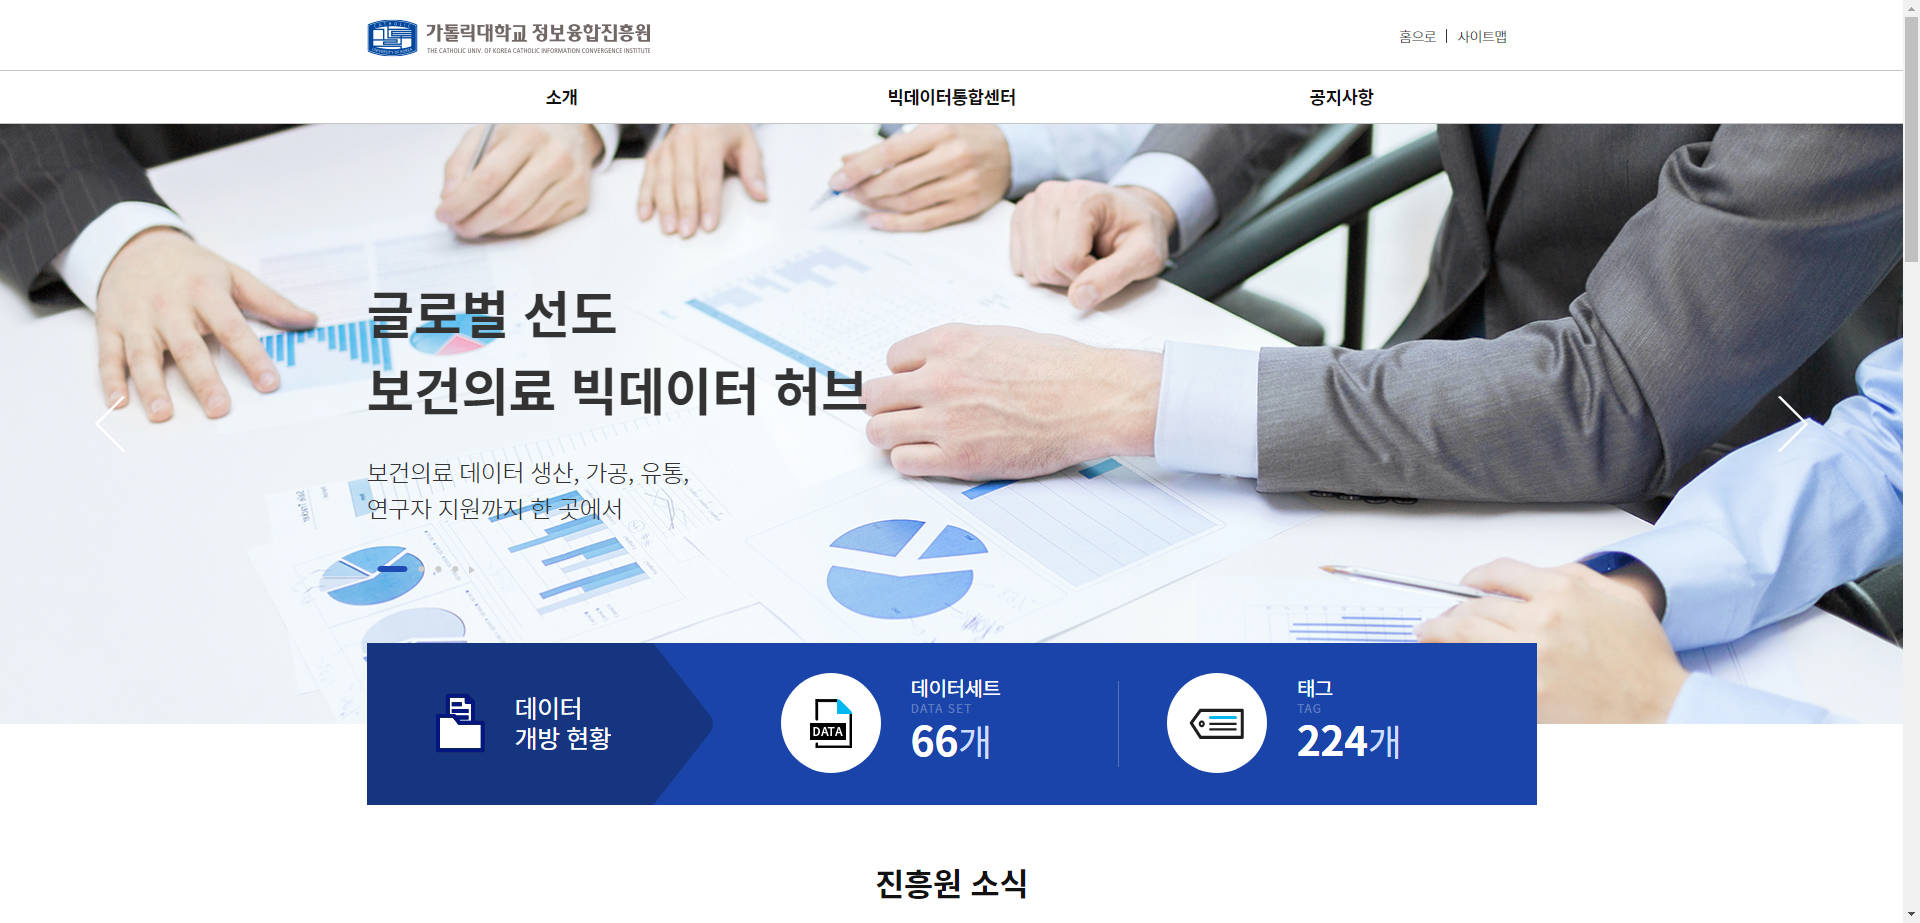 가톨릭대학교 정보융합진흥원
THE CATHOLIC UNIV. OF KOREA CATHOLIC INFORMATION CONVERGENCE INSTITUTE
홈으로
사이트맵
소개
빅데이터통합센터
공지사항
글로벌 선도
보건의료 빅데이터 허브
보건의료 데이터 생산, 가공, 유통,
연구자 지원까지 한 곳에서
데이터
개방 현황
DATA
데이터세트
DATA SET
66개
태그
TAG
224개
진흥원 소식